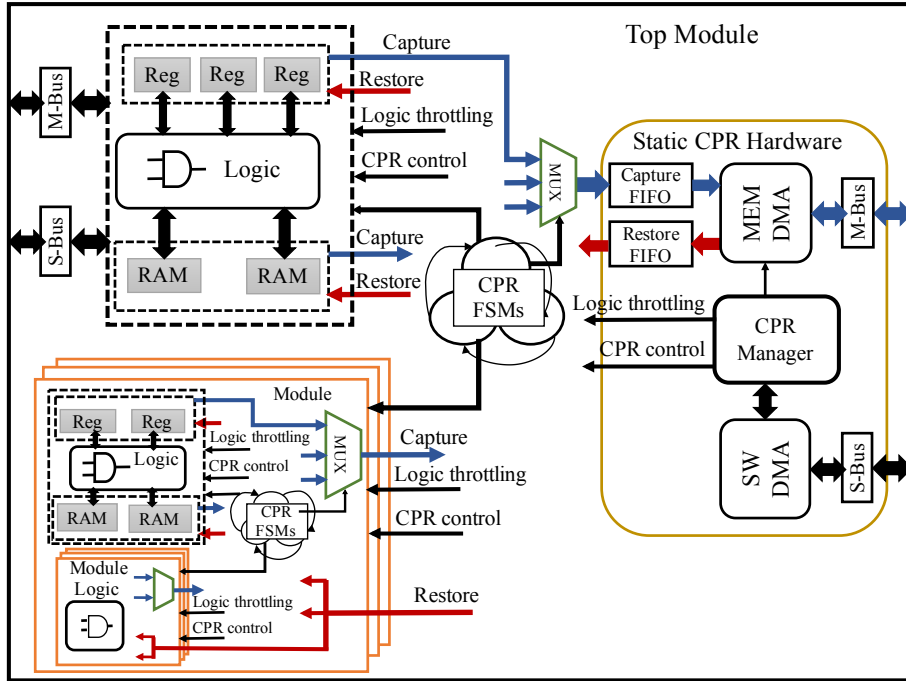 Top Module
Capture
Reg
Reg
Reg
Restore
M-Bus
Logic throttling
Logic
CPR control
MUX
S-Bus
RAM
RAM
Capture
Restore
CPR
FSMs
Static CPR Hardware
Capture
FIFO
MEM
DMA
M-Bus
Restore
FIFO
Logic throttling
CPR
Manager
CPR control
SW
DMA
S-Bus
Module
Reg
Reg
Logic throttling
MUX
Capture
Logic
CPR control
Logic throttling
RAM
RAM
CPR
FSMs
CPR control
Module
Logic
Logic throttling
Restore
CPR control